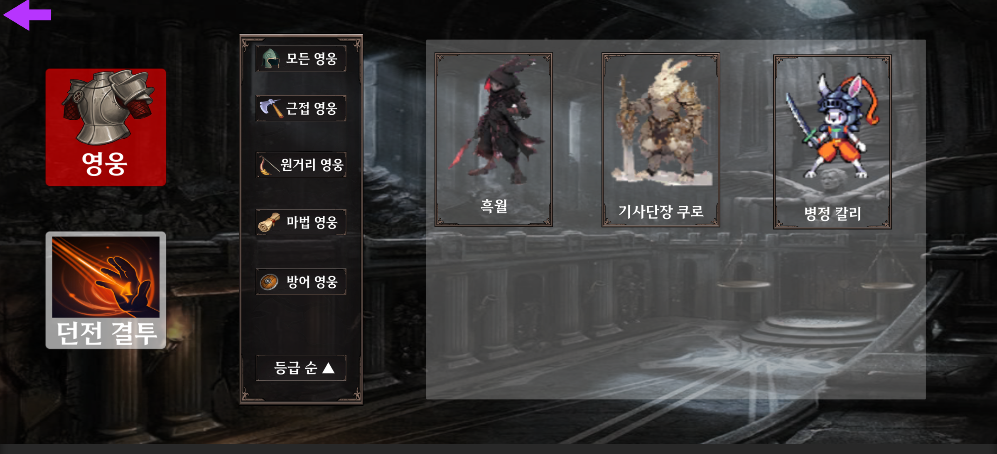 영웅
던전 결투
모든 영웅
근접 영웅
원거리 영웅
마법 영웅
방어 영웅
등급 순 ▲
흑월
기사단장 쿠로
병정 칼리